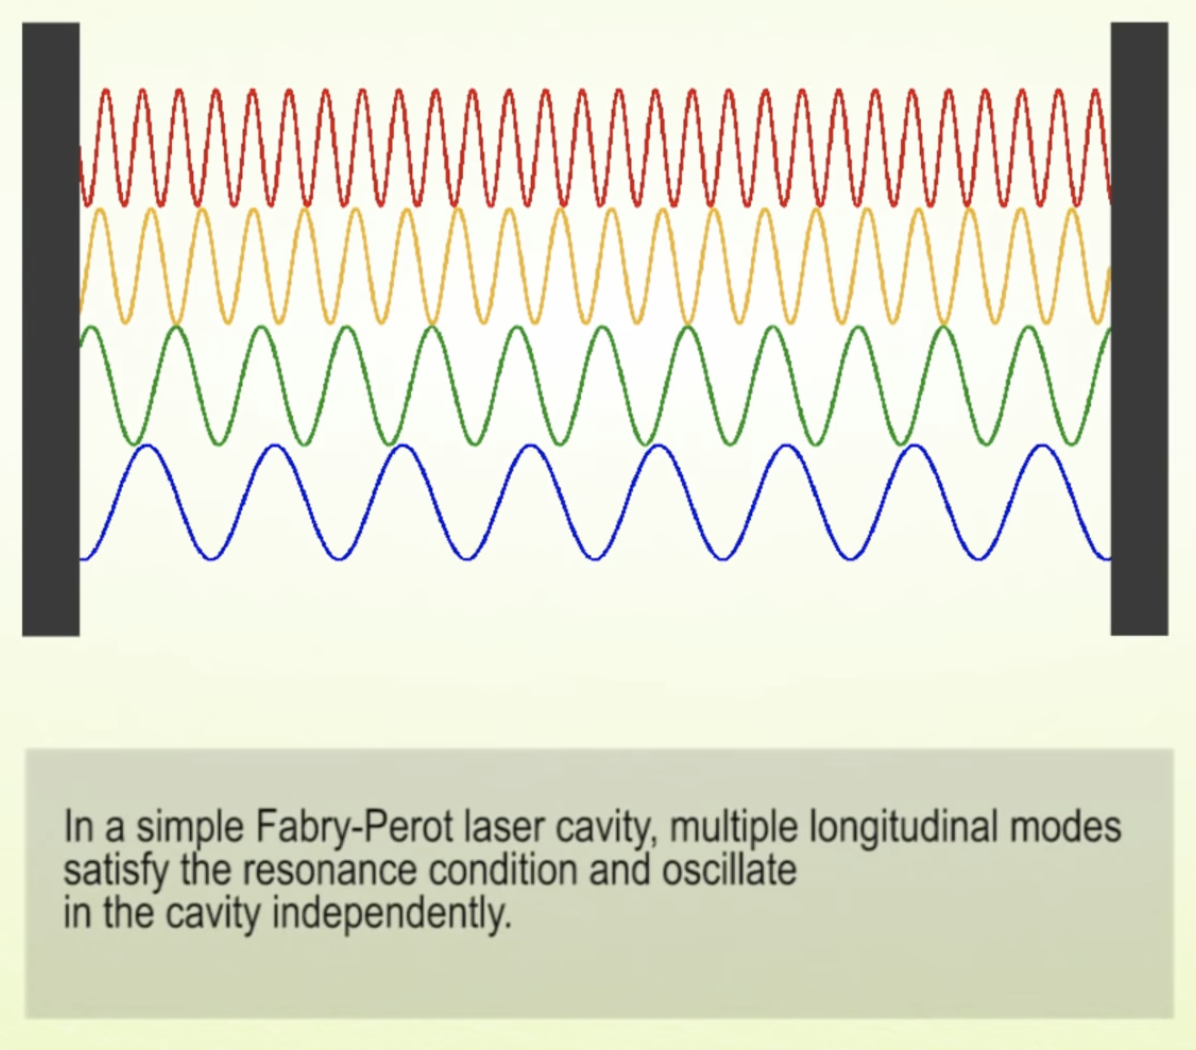 In a simple Fabry-Perot laser cavity, multiple longitudinal modes
satisfy the resonance condition and oscillate
in the cavity independently.